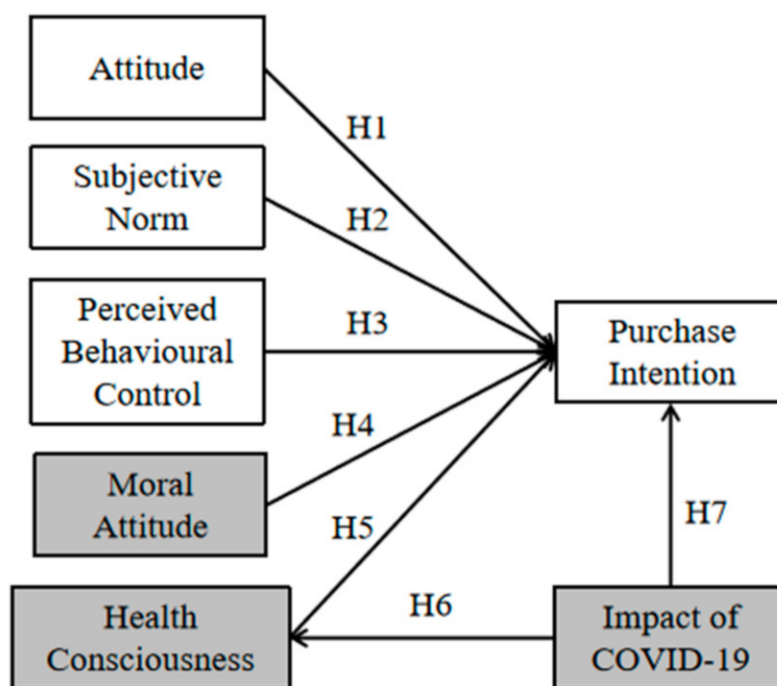 Attitude
H1
Subjective
Norm
H2
Perceived
Behavioural
Control
H3
Purchase
Intention
Moral
Attitude
H4
H5
H7
Health
Consciousness
H6
Impact of
COVID-19